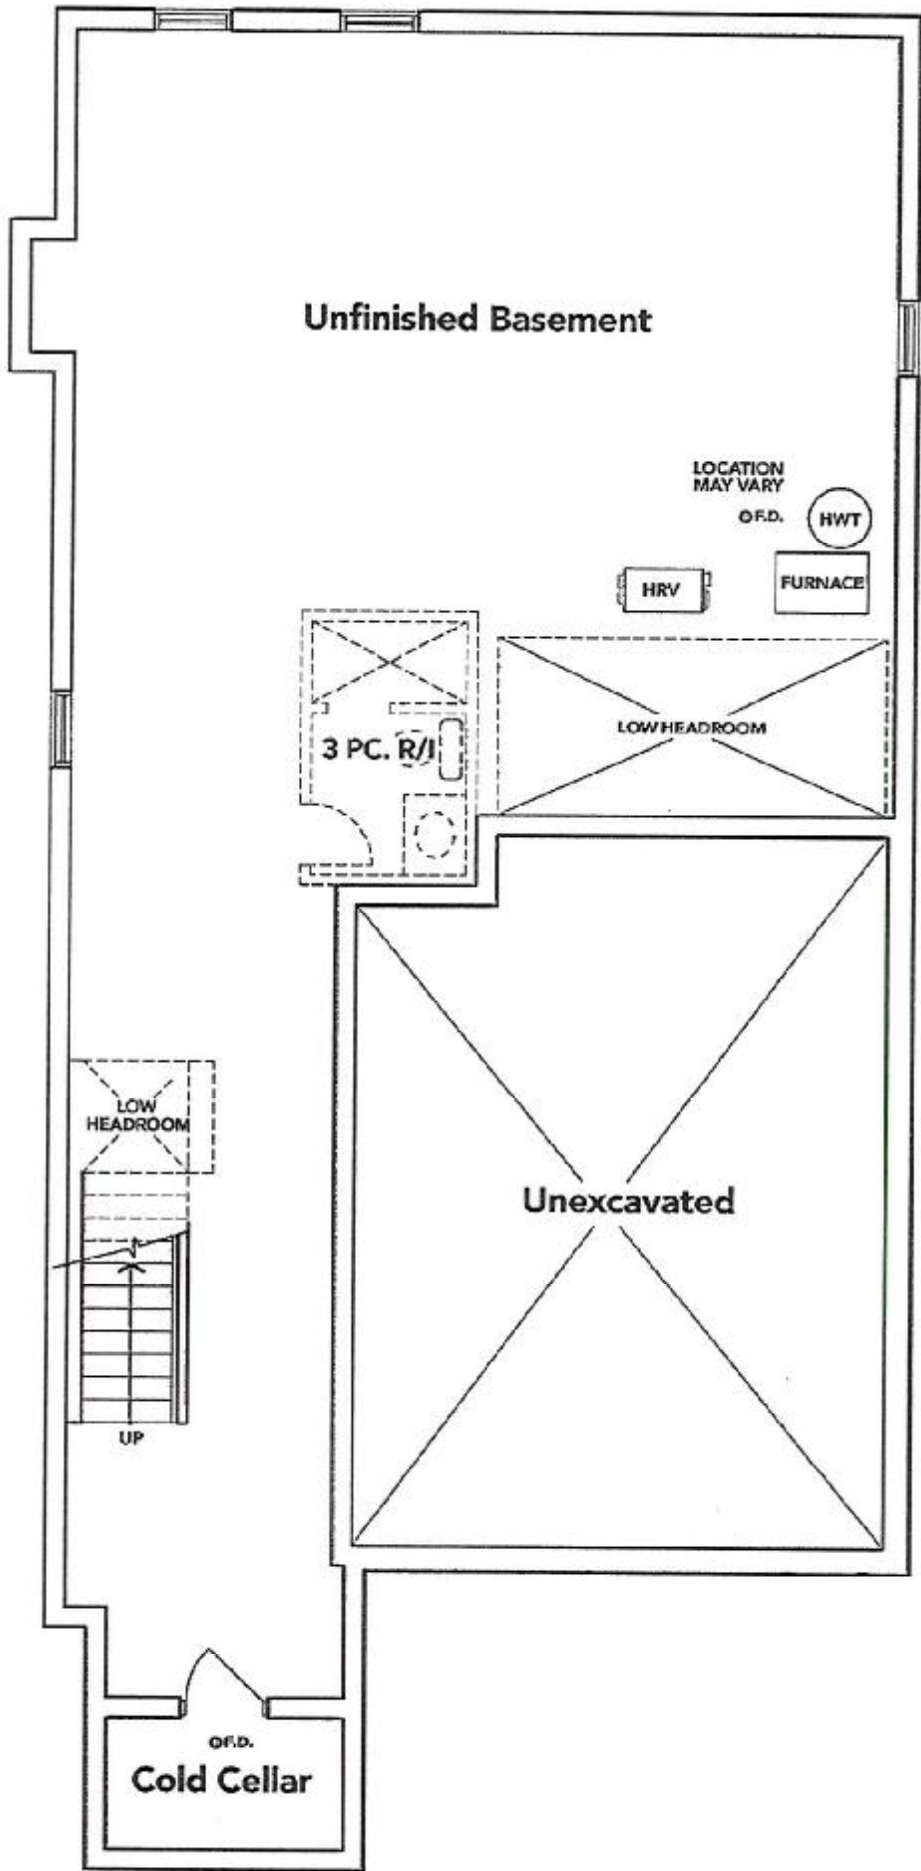 Unfinished Basement
LOCATION
MAY VARY
F.D.
HWT
HRV
FURNACE
LOW HEADROOM
3 PC. R/I
LOW
HEADROOM
Unexcavated
UP
F.D.
Cold Cellar